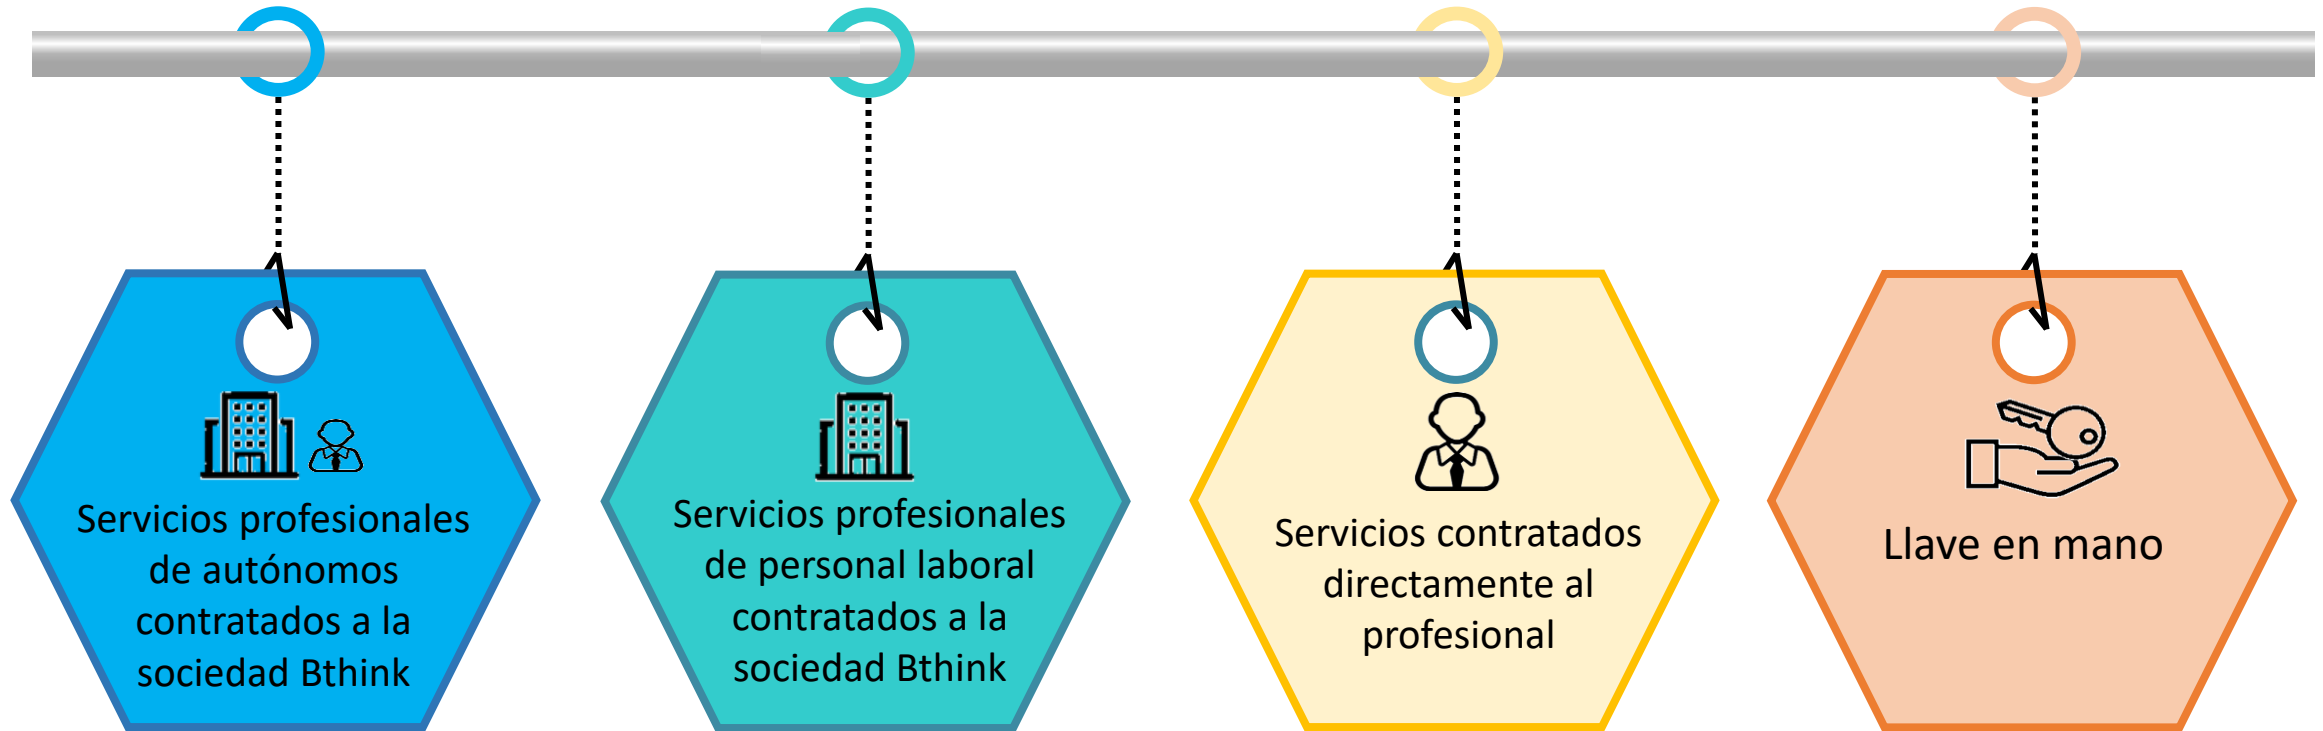 Servicios profesionales
de autónomos
contratados a la
sociedad Bthink
Servicios profesionales
de personal laboral
contratados a la
sociedad Bthink
Servicios contratados
directamente al
profesional
Llave en mano